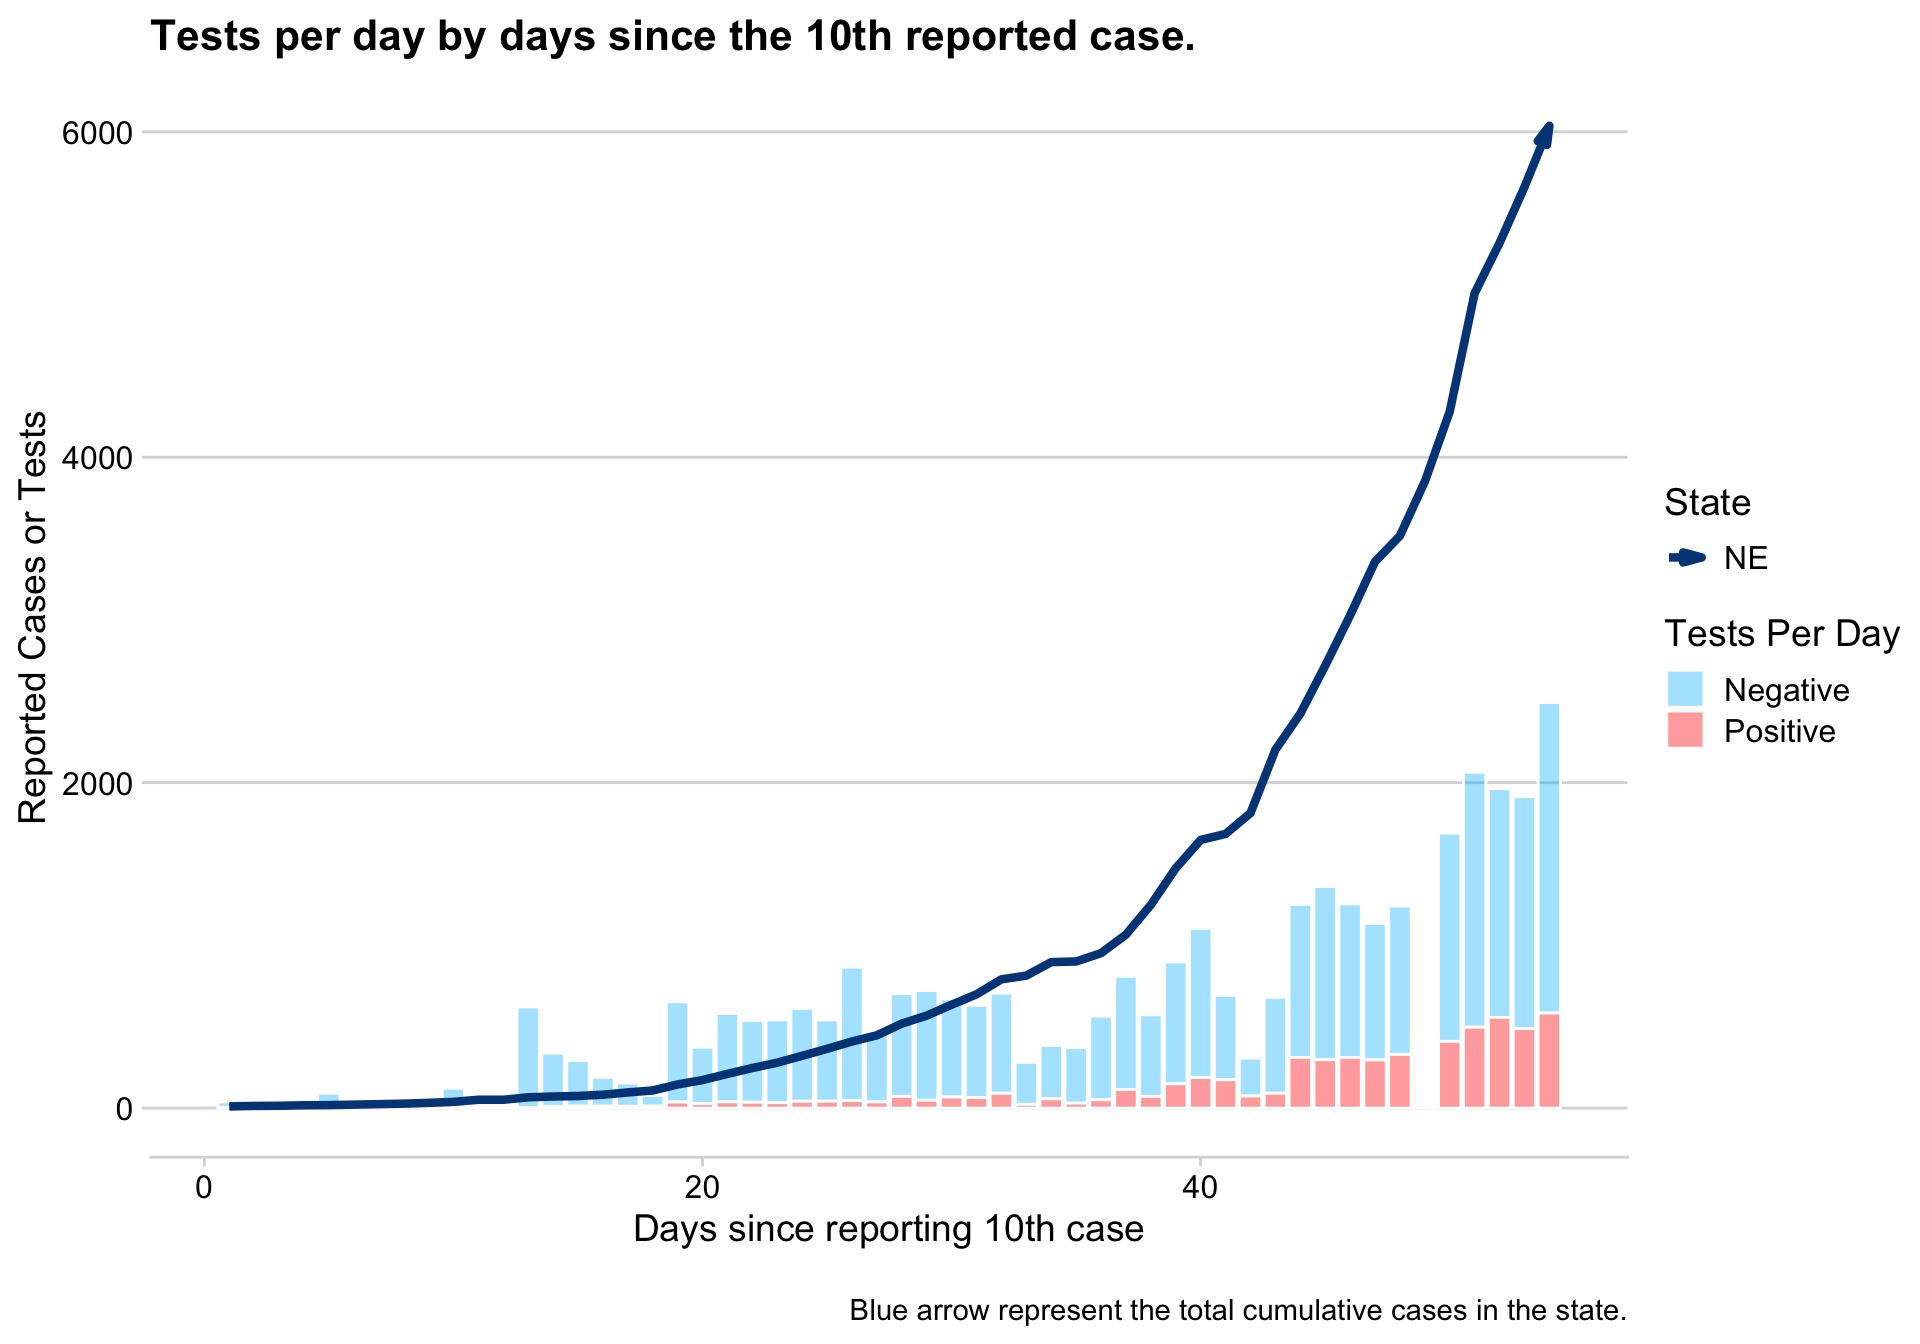 Tests per day by days since the 10th reported case.
6000
4000
2000
0
Reported Cases or Tests
0 20 40
Days since reporting 10th case
State
NE
Tests Per Day
Negative
Positive
Blue arrow represent the total cumulative cases in the state.